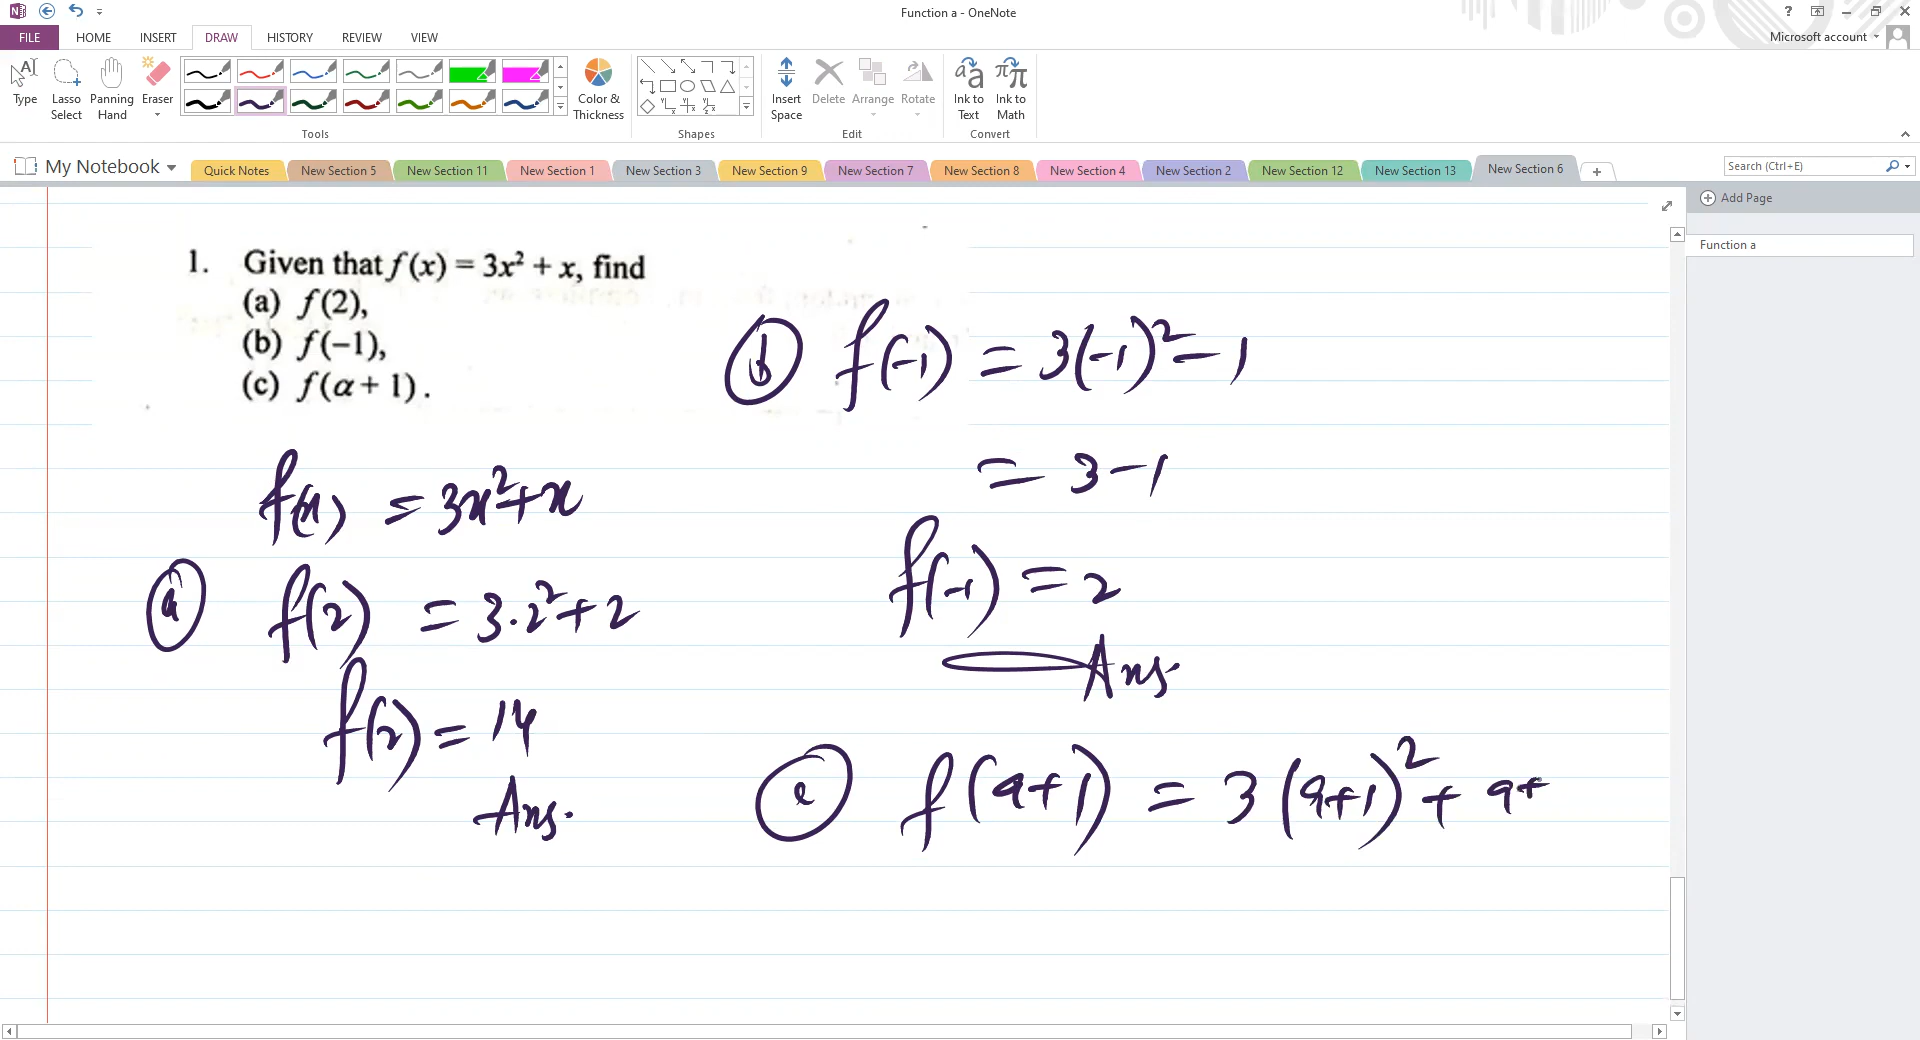 Function a - OneNote
?
Microsoft account
FILE HOME INSERT DRAW HISTORY REVIEW VIEW
Type
Lasso Select
Panning Hand
Eraser
Color & Thickness
Insert Space
Delete
Arrange
Rotate
Ink to Text
Ink to Math
Tools
Shapes
Edit
Convert
My Notebook
Quick Notes New Section 5 New Section 11 New Section 1 New Section 3 New Section 9 New Section 7 New Section 8 New Section 4 New Section 2 New Section 12 New Section 13 New Section 6
Search (Ctrl+E)
Add Page
Function a
1. Given that f(x) = 3x² + x, find
(a) f(2),
(b) f(−1),
(c) f(α + 1).
f(x) = 3x²+x
a f(2) = 3·2²+2
f(2) = 14
Ans.
b f(-1) = 3(-1)²-1
= 3-1
f(-1) = 2
Ans.
c f(a+1) = 3(a+1)² + a+